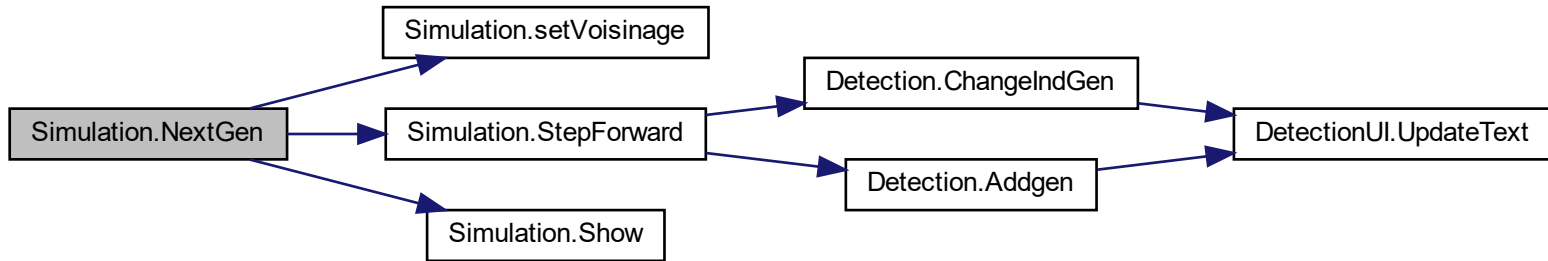 Simulation.NextGen
Simulation.setVoisinage
Simulation.StepForward
Simulation.Show
Detection.ChangeIndGen
Detection.Addgen
DetectionUI.UpdateText